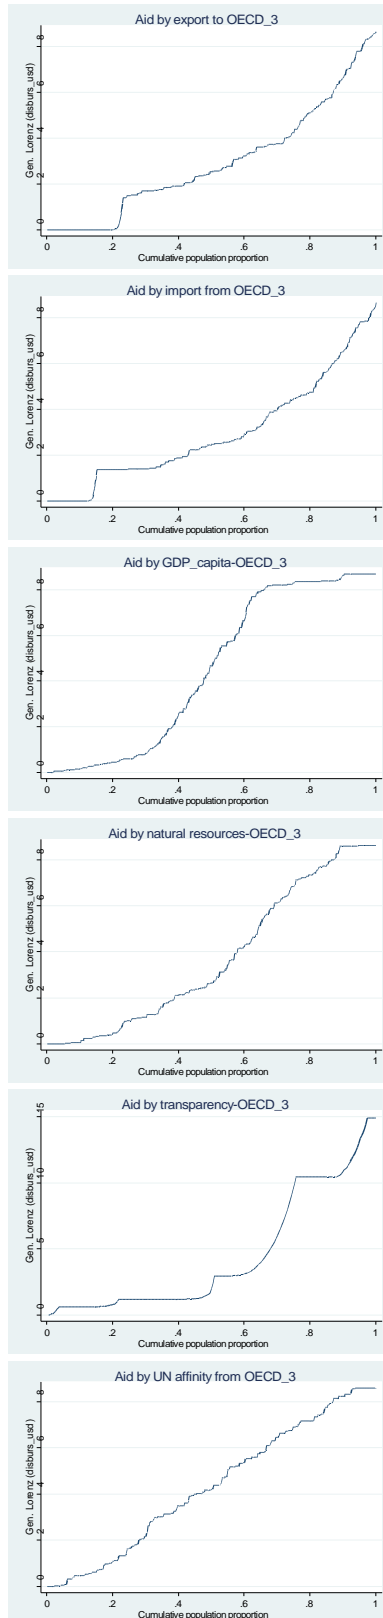 Aid by export to OECD_3
Gen. Lorenz (disburs_usd)
8
6
4
2
0
0 .2 .4 .6 .8 1
Cumulative population proportion
Aid by import from OECD_3
Gen. Lorenz (disburs_usd)
8
6
4
2
0
0 .2 .4 .6 .8 1
Cumulative population proportion
Aid by GDP_capita-OECD_3
Gen. Lorenz (disburs_usd)
8
6
4
2
0
0 .2 .4 .6 .8 1
Cumulative population proportion
Aid by natural resources-OECD_3
Gen. Lorenz (disburs_usd)
8
6
4
2
0
0 .2 .4 .6 .8 1
Cumulative population proportion
Aid by transparency-OECD_3
Gen. Lorenz (disburs_usd)
15
10
5
0
0 .2 .4 .6 .8 1
Cumulative population proportion
Aid by UN affinity from OECD_3
Gen. Lorenz (disburs_usd)
8
6
4
2
0
0 .2 .4 .6 .8 1
Cumulative population proportion